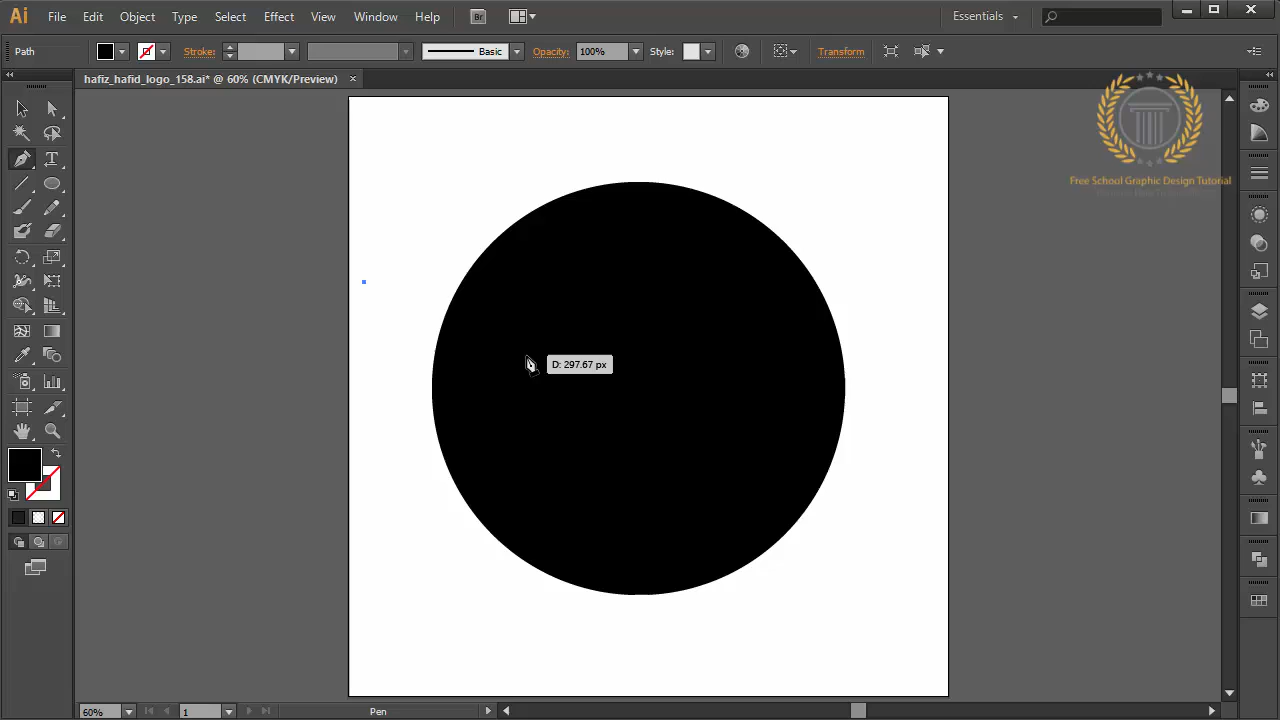 Ai File Edit Object Type Select Effect View Window Help Br Essentials
Path Stroke: Basic Opacity: 100% Style: Transform
hafiz_hafid_logo_158.ai* @ 60% (CMYK/Preview)
Free School Graphic Design Tutorial
D: 297.67 px
60% 1 Pen